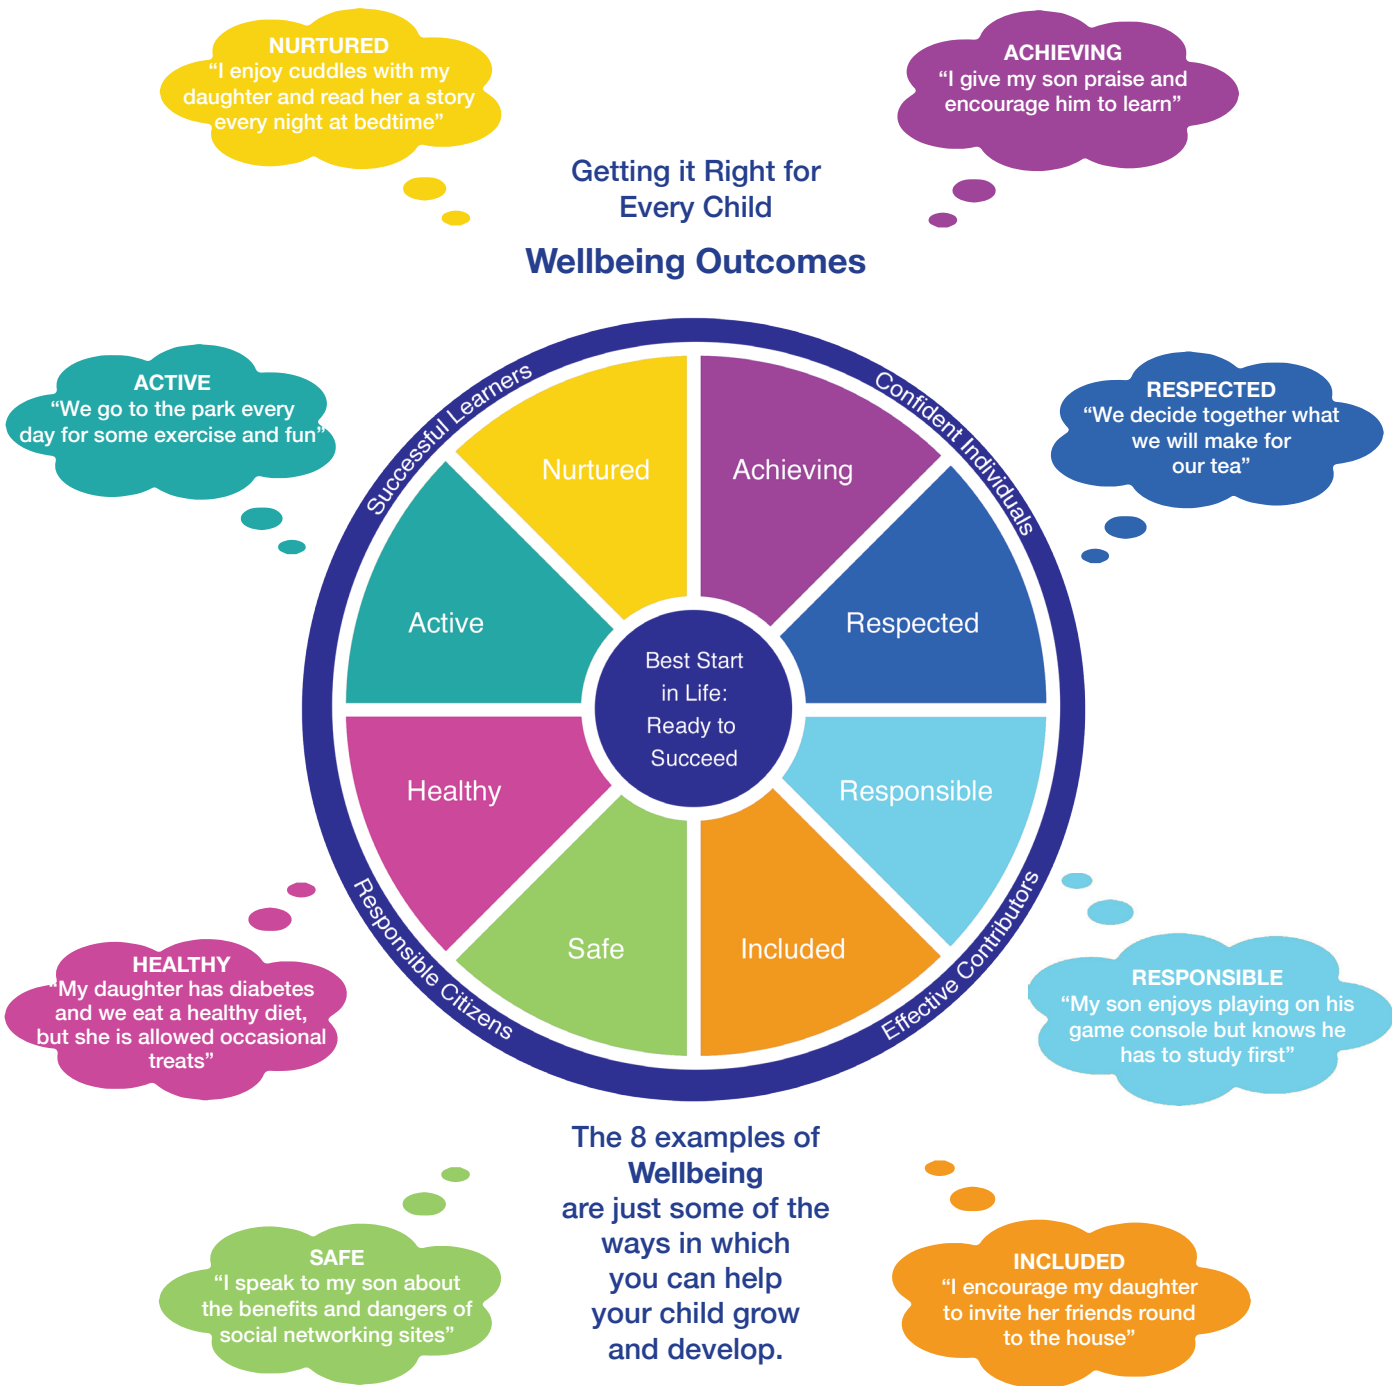 NURTURED
“I enjoy cuddles with my
daughter and read her a story
every night at bedtime”
ACHIEVING
“I give my son praise and
encourage him to learn”
Getting it Right for
Every Child
Wellbeing Outcomes
ACTIVE
“We go to the park every
day for some exercise and fun”
RESPECTED
“We decide together what
we will make for
our tea”
Successful Learners
Confident Individuals
Nurtured
Achieving
Active
Respected
Best Start
in Life:
Ready to
Succeed
Healthy
Responsible
Safe
Included
Responsible Citizens
Effective Contributors
HEALTHY
“My daughter has diabetes
and we eat a healthy diet,
but she is allowed occasional
treats”
RESPONSIBLE
“My son enjoys playing on his
game console but knows he
has to study first”
The 8 examples of
Wellbeing
are just some of the
ways in which
you can help
your child grow
and develop.
SAFE
“I speak to my son about
the benefits and dangers of
social networking sites”
INCLUDED
“I encourage my daughter
to invite her friends round
to the house”